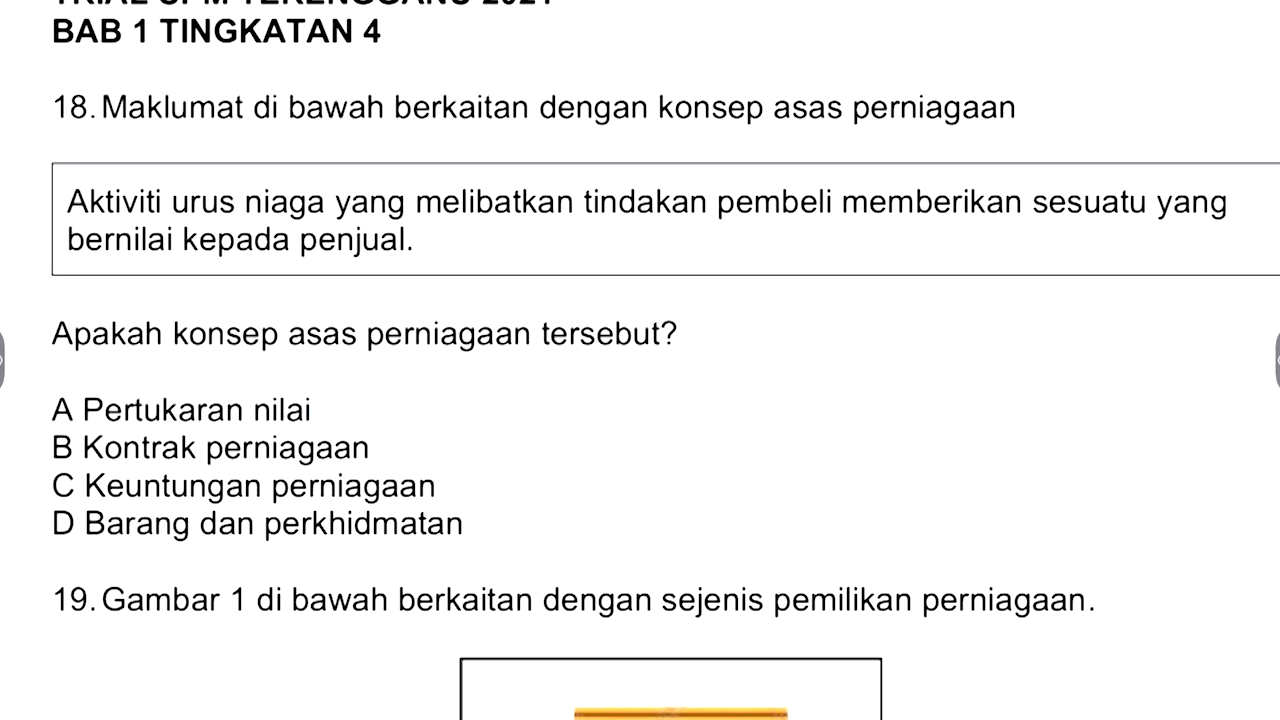 BAB 1 TINGKATAN 4
18. Maklumat di bawah berkaitan dengan konsep asas perniagaan
Aktiviti urus niaga yang melibatkan tindakan pembeli memberikan sesuatu yang
bernilai kepada penjual.
Apakah konsep asas perniagaan tersebut?
A Pertukaran nilai
B Kontrak perniagaan
C Keuntungan perniagaan
D Barang dan perkhidmatan
19. Gambar 1 di bawah berkaitan dengan sejenis pemilikan perniagaan.